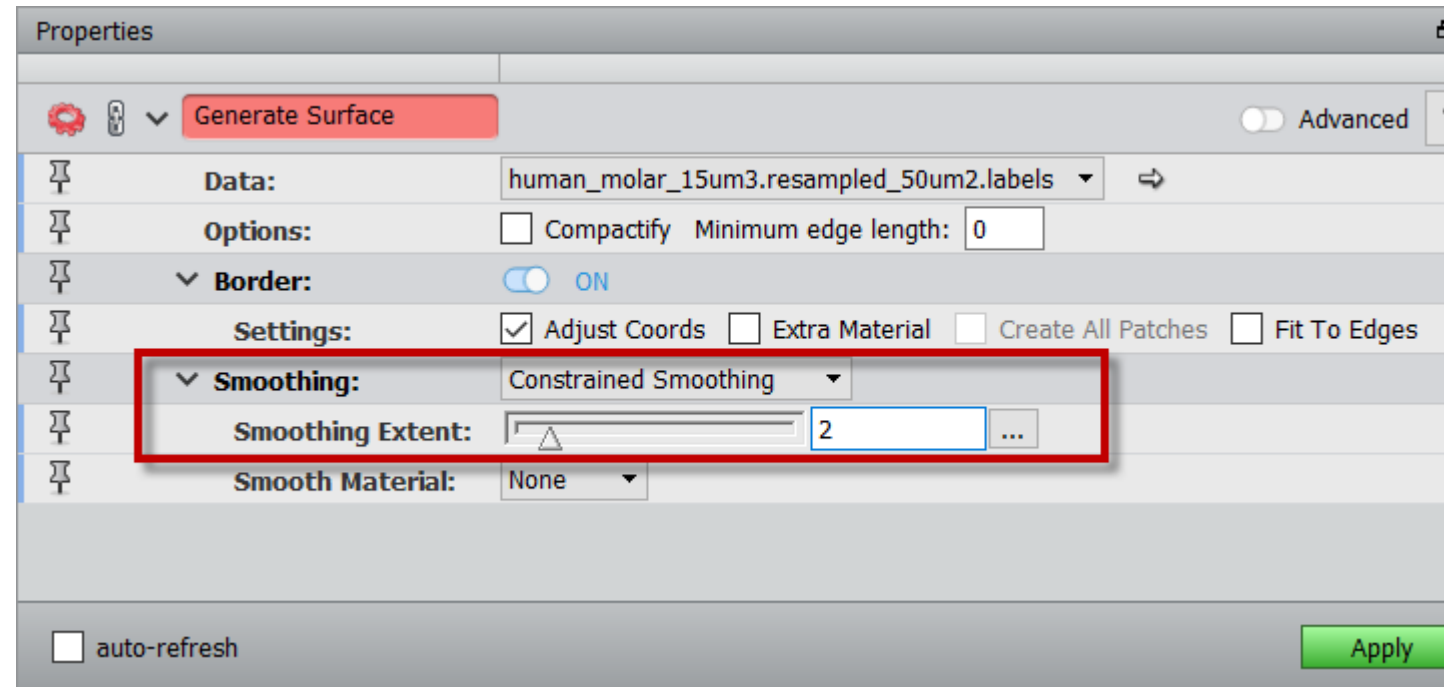 Properties
Generate Surface Advanced
Data: human_molar_15um3.resampled_50um2.labels
Options: Compactify Minimum edge length: 0
Border: ON
Settings: Adjust Coords Extra Material Create All Patches Fit To Edges
Smoothing: Constrained Smoothing
Smoothing Extent: 2 ...
Smooth Material: None
auto-refresh Apply